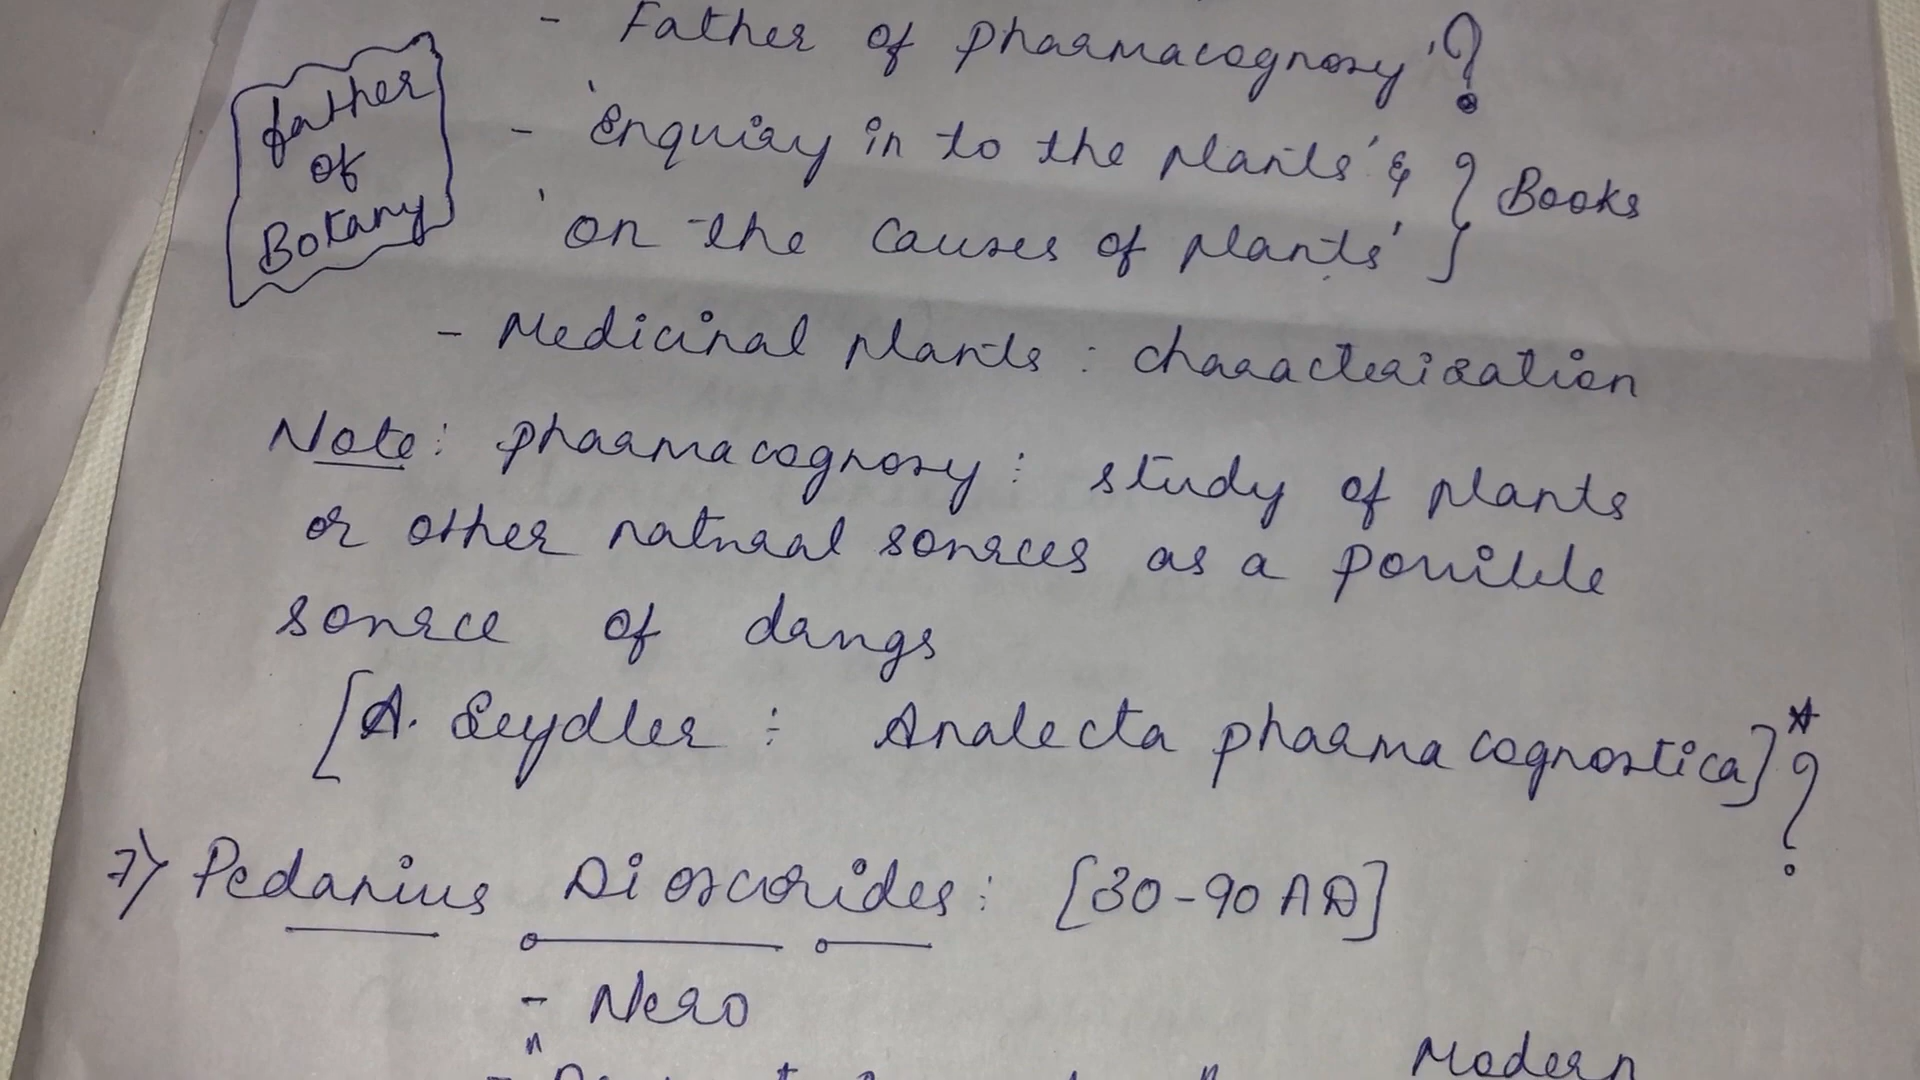 - Father of pharmacognosy'?
father
of
Botany
- 'Enquiry in to the plants' &
'on the causes of plants' } Books
- Medicinal plants : characterization
Note: pharmacognosy : study of plants
or other natural sources as a possible
source of drugs
[A. Seydler : Analecta pharmacognostica]*?
7) Pedanius Dioscorides : [30-90 AD]
- Nero
Modern